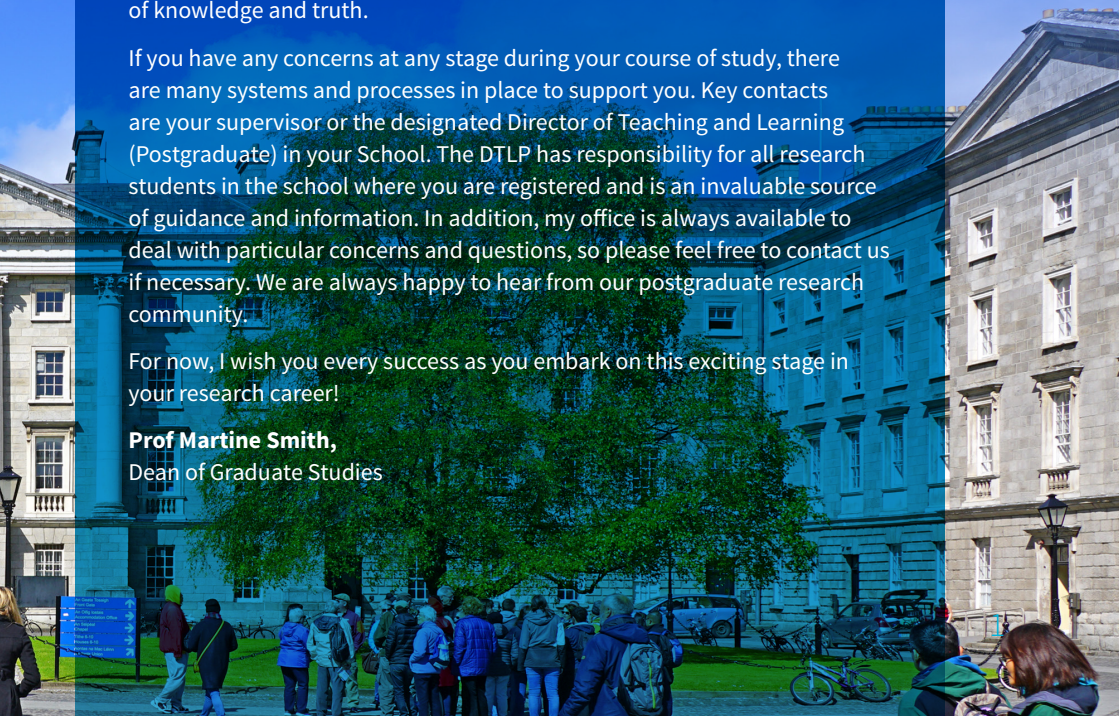 of knowledge and truth.
If you have any concerns at any stage during your course of study, there
are many systems and processes in place to support you. Key contacts
are your supervisor or the designated Director of Teaching and Learning
(Postgraduate) in your School. The DTLP has responsibility for all research
students in the school where you are registered and is an invaluable source
of guidance and information. In addition, my office is always available to
deal with particular concerns and questions, so please feel free to contact us
if necessary. We are always happy to hear from our postgraduate research
community.
For now, I wish you every success as you embark on this exciting stage in
your research career!
Prof Martine Smith,
Dean of Graduate Studies